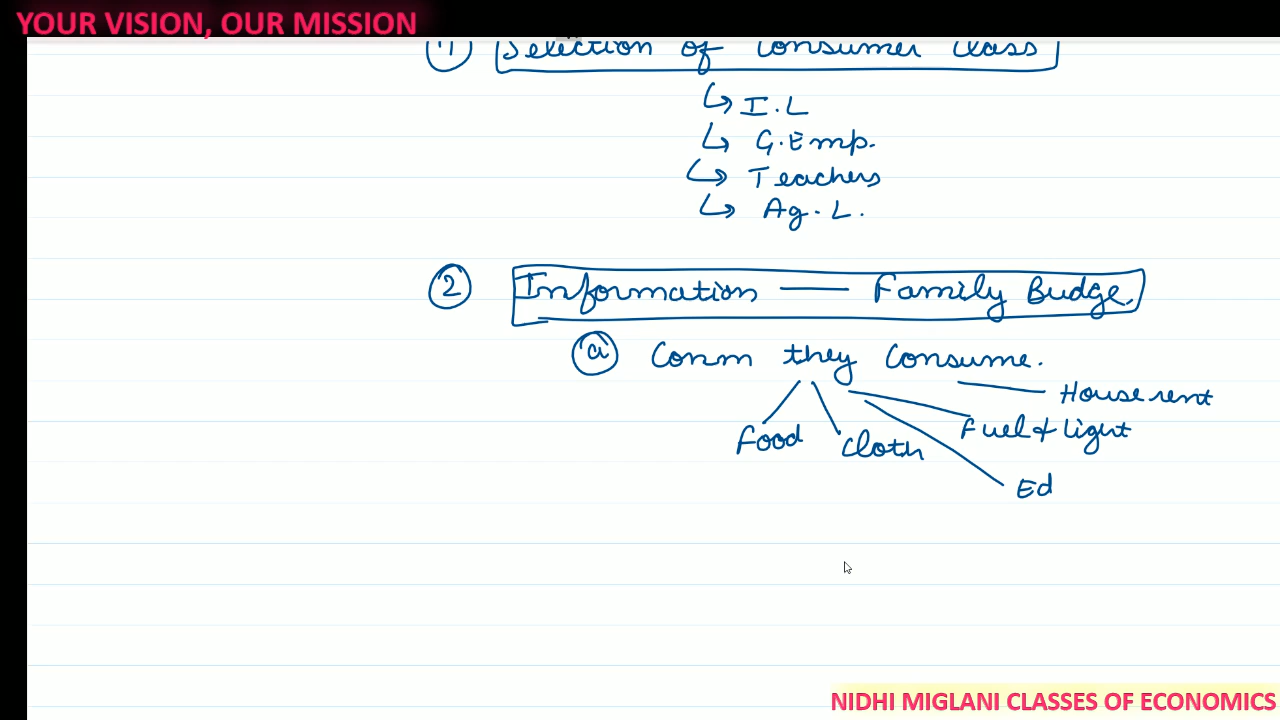 YOUR VISION, OUR MISSION
① Selection of Consumer Class
↳ I.L
↳ G.Emp.
↳ Teachers
↳ Ag.L.
② Information — Family Budge.
ⓐ Comm they Consume.
House rent
Fuel & Light
Food Cloth
Ed
NIDHI MIGLANI CLASSES OF ECONOMICS